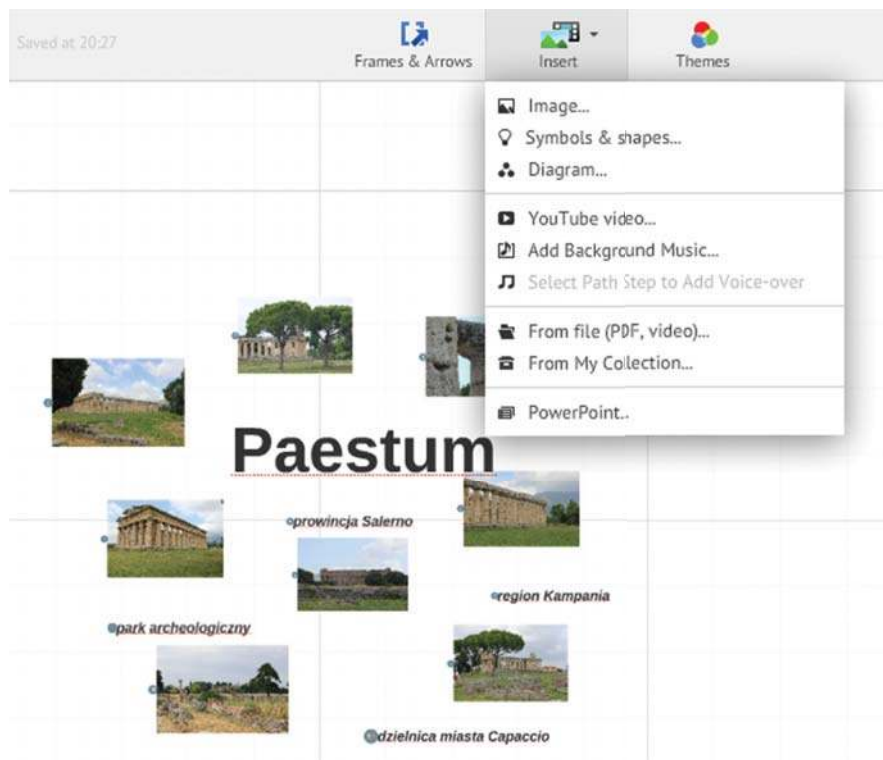 Saved at 20:27
Frames & Arrows
Insert
Themes
Image...
Symbols & shapes...
Diagram...
YouTube video...
Add Background Music...
Select Path Step to Add Voice-over
From file (PDF, video)...
From My Collection...
PowerPoint..
Paestum
prowincja Salerno
region Kampania
park archeologiczny
dzielnica miasta Capaccio